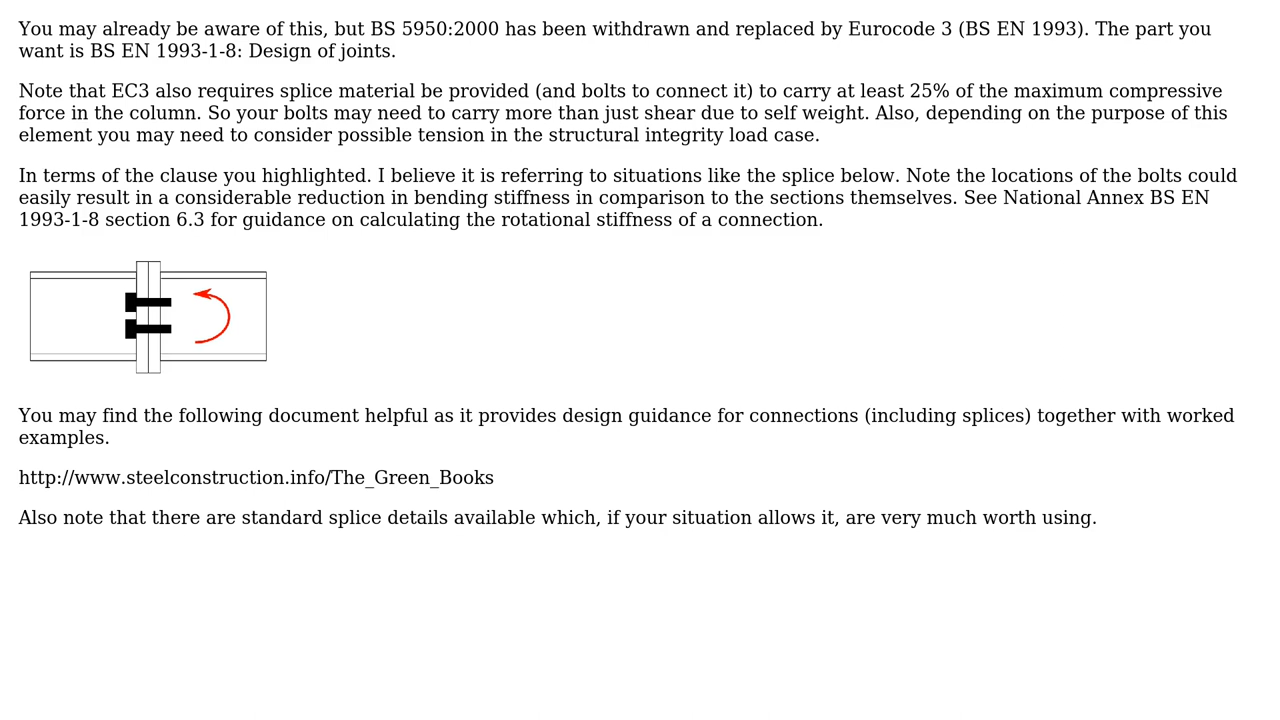 You may already be aware of this, but BS 5950:2000 has been withdrawn and replaced by Eurocode 3 (BS EN 1993). The part you
want is BS EN 1993-1-8: Design of joints.
Note that EC3 also requires splice material be provided (and bolts to connect it) to carry at least 25% of the maximum compressive
force in the column. So your bolts may need to carry more than just shear due to self weight. Also, depending on the purpose of this
element you may need to consider possible tension in the structural integrity load case.
In terms of the clause you highlighted. I believe it is referring to situations like the splice below. Note the locations of the bolts could
easily result in a considerable reduction in bending stiffness in comparison to the sections themselves. See National Annex BS EN
1993-1-8 section 6.3 for guidance on calculating the rotational stiffness of a connection.
You may find the following document helpful as it provides design guidance for connections (including splices) together with worked
examples.
http://www.steelconstruction.info/The_Green_Books
Also note that there are standard splice details available which, if your situation allows it, are very much worth using.